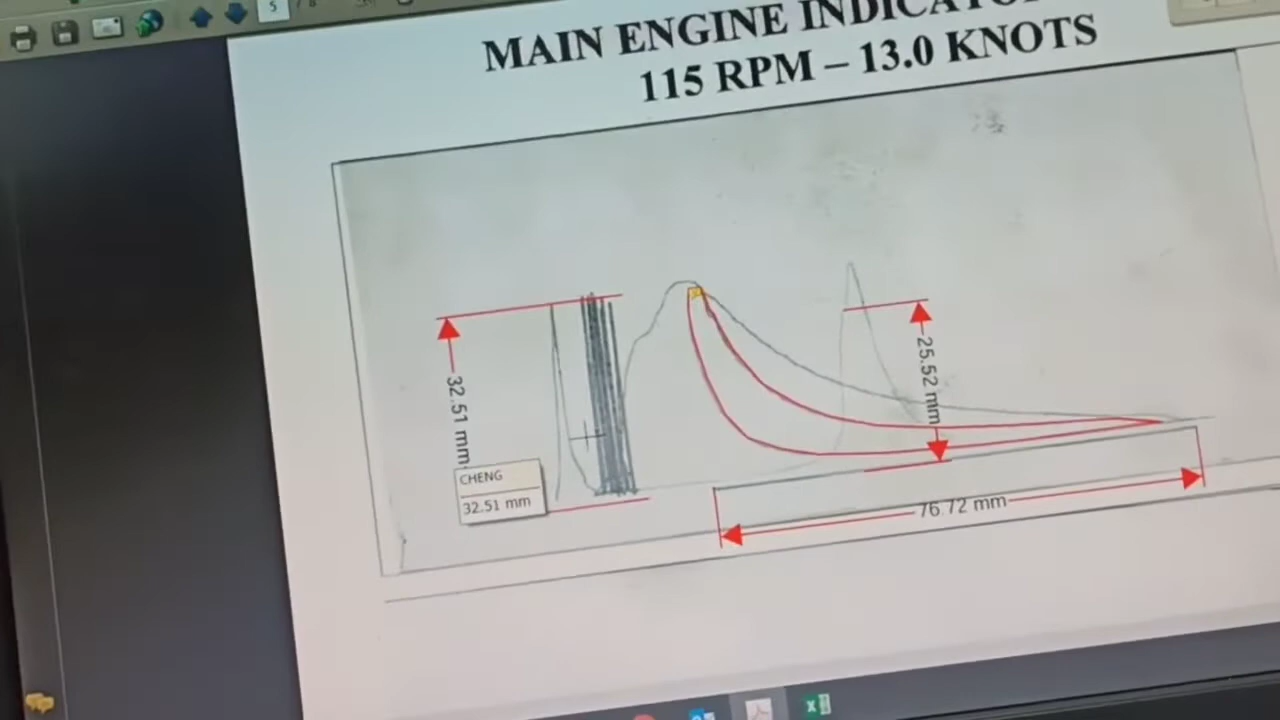 5
MAIN ENGINE
115 RPM – 13.0 KNOTS
32.51 mm
25.52 mm
CHENG
32.51 mm
76.72 mm